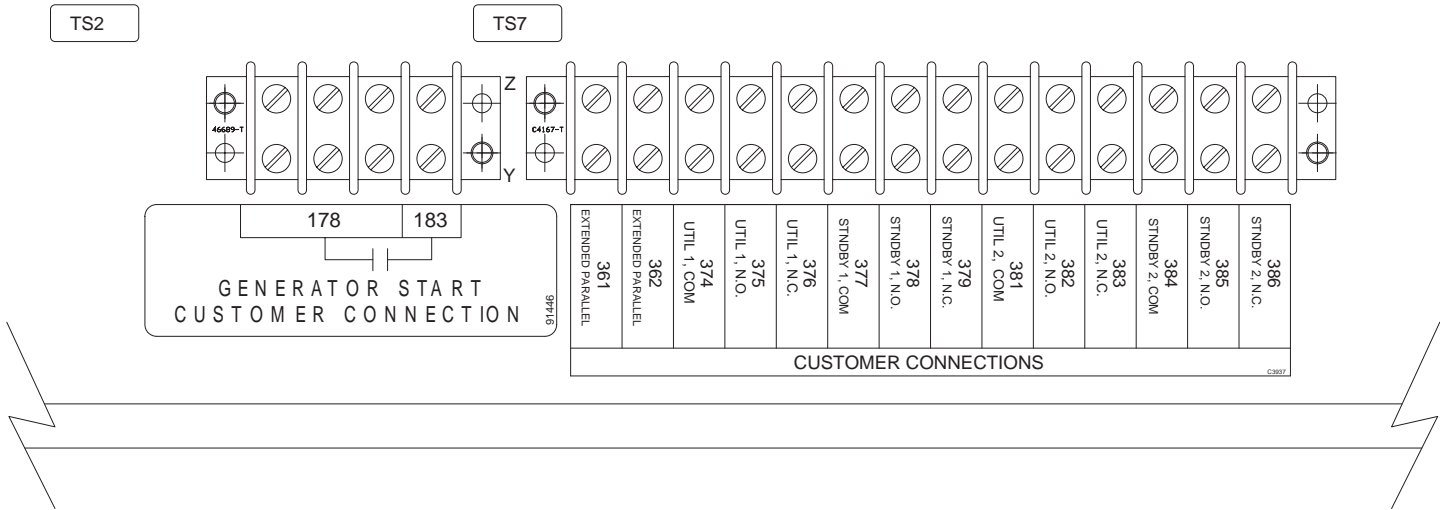 TS2
TS7
Z
Y
46689-T
C4167-T
178
183
GENERATOR START
CUSTOMER CONNECTION
91446
361
EXTENDED PARALLEL
362
EXTENDED PARALLEL
374
UTIL 1, COM
375
UTIL 1, N.O.
376
UTIL 1, N.C.
377
STNDBY 1, COM
378
STNDBY 1, N.O.
379
STNDBY 1, N.C.
381
UTIL 2, COM
382
UTIL 2, N.O.
383
UTIL 2, N.C.
384
STNDBY 2, COM
385
STNDBY 2, N.O.
386
STNDBY 2, N.C.
CUSTOMER CONNECTIONS
C3937